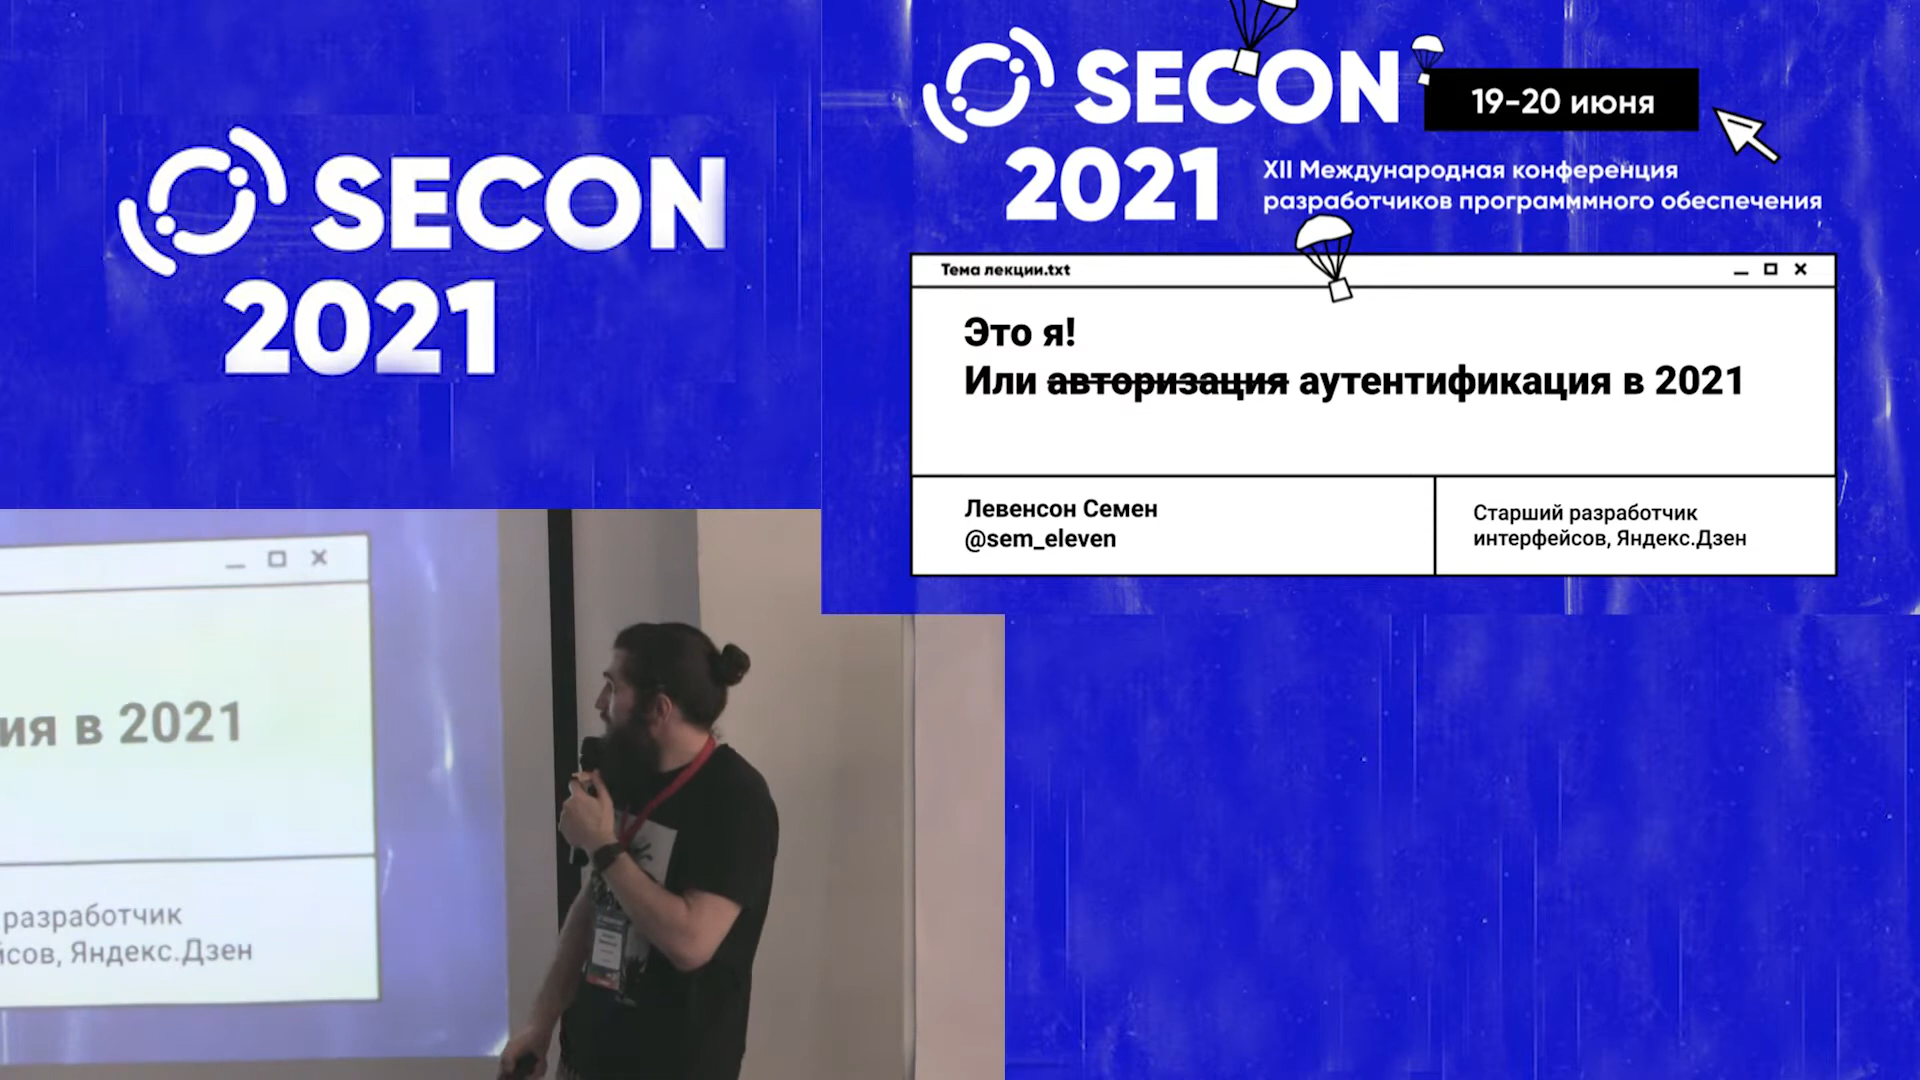 SECON
2021
SECON
19-20 июня
2021
XII Международная конференция
разработчиков программмного обеспечения
Тема лекции.txt
Это я!
Или авторизация аутентификация в 2021
Левенсон Семен
@sem_eleven
Старший разработчик
интерфейсов, Яндекс.Дзен
ия в 2021
разработчик
йсов, Яндекс.Дзен